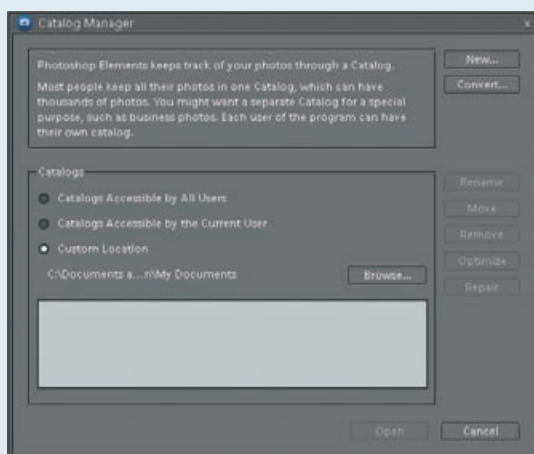 Catalog Manager
x
Photoshop Elements keeps track of your photos through a Catalog.
Most people keep all their photos in one Catalog, which can have
thousands of photos. You might want a separate Catalog for a special
purpose, such as business photos. Each user of the program can have
their own catalog.
New...
Convert...
Catalogs
Catalogs Accessible by All Users
Catalogs Accessible by the Current User
Custom Location
C:\Documents a...n\My Documents
Browse...
Rename
Move
Remove
Optimize
Repair
Open
Cancel